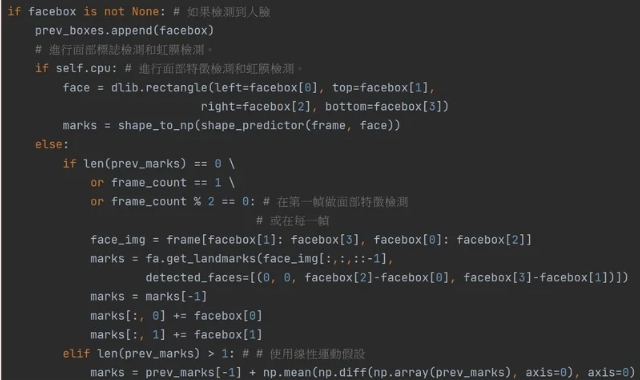 if facebox is not None: # 如果檢測到人臉
    prev_boxes.append(facebox)
    # 進行面部標誌檢測和虹膜檢測。
    if self.cpu: # 進行面部特徵檢測和虹膜檢測。
        face = dlib.rectangle(left=facebox[0], top=facebox[1],
                              right=facebox[2], bottom=facebox[3])
        marks = shape_to_np(shape_predictor(frame, face))
    else:
        if len(prev_marks) == 0 \
            or frame_count == 1 \
            or frame_count % 2 == 0: # 在第一幀做面部特徵檢測
                                     # 或在每一幀
            face_img = frame[facebox[1]: facebox[3], facebox[0]: facebox[2]]
            marks = fa.get_landmarks(face_img[:,:,::-1],
                    detected_faces=[(0, 0, facebox[2]-facebox[0], facebox[3]-facebox[1])])
            marks = marks[-1]
            marks[:, 0] += facebox[0]
            marks[:, 1] += facebox[1]
        elif len(prev_marks) > 1: # # 使用線性運動假設
            marks = prev_marks[-1] + np.mean(np.diff(np.array(prev_marks), axis=0), axis=0)